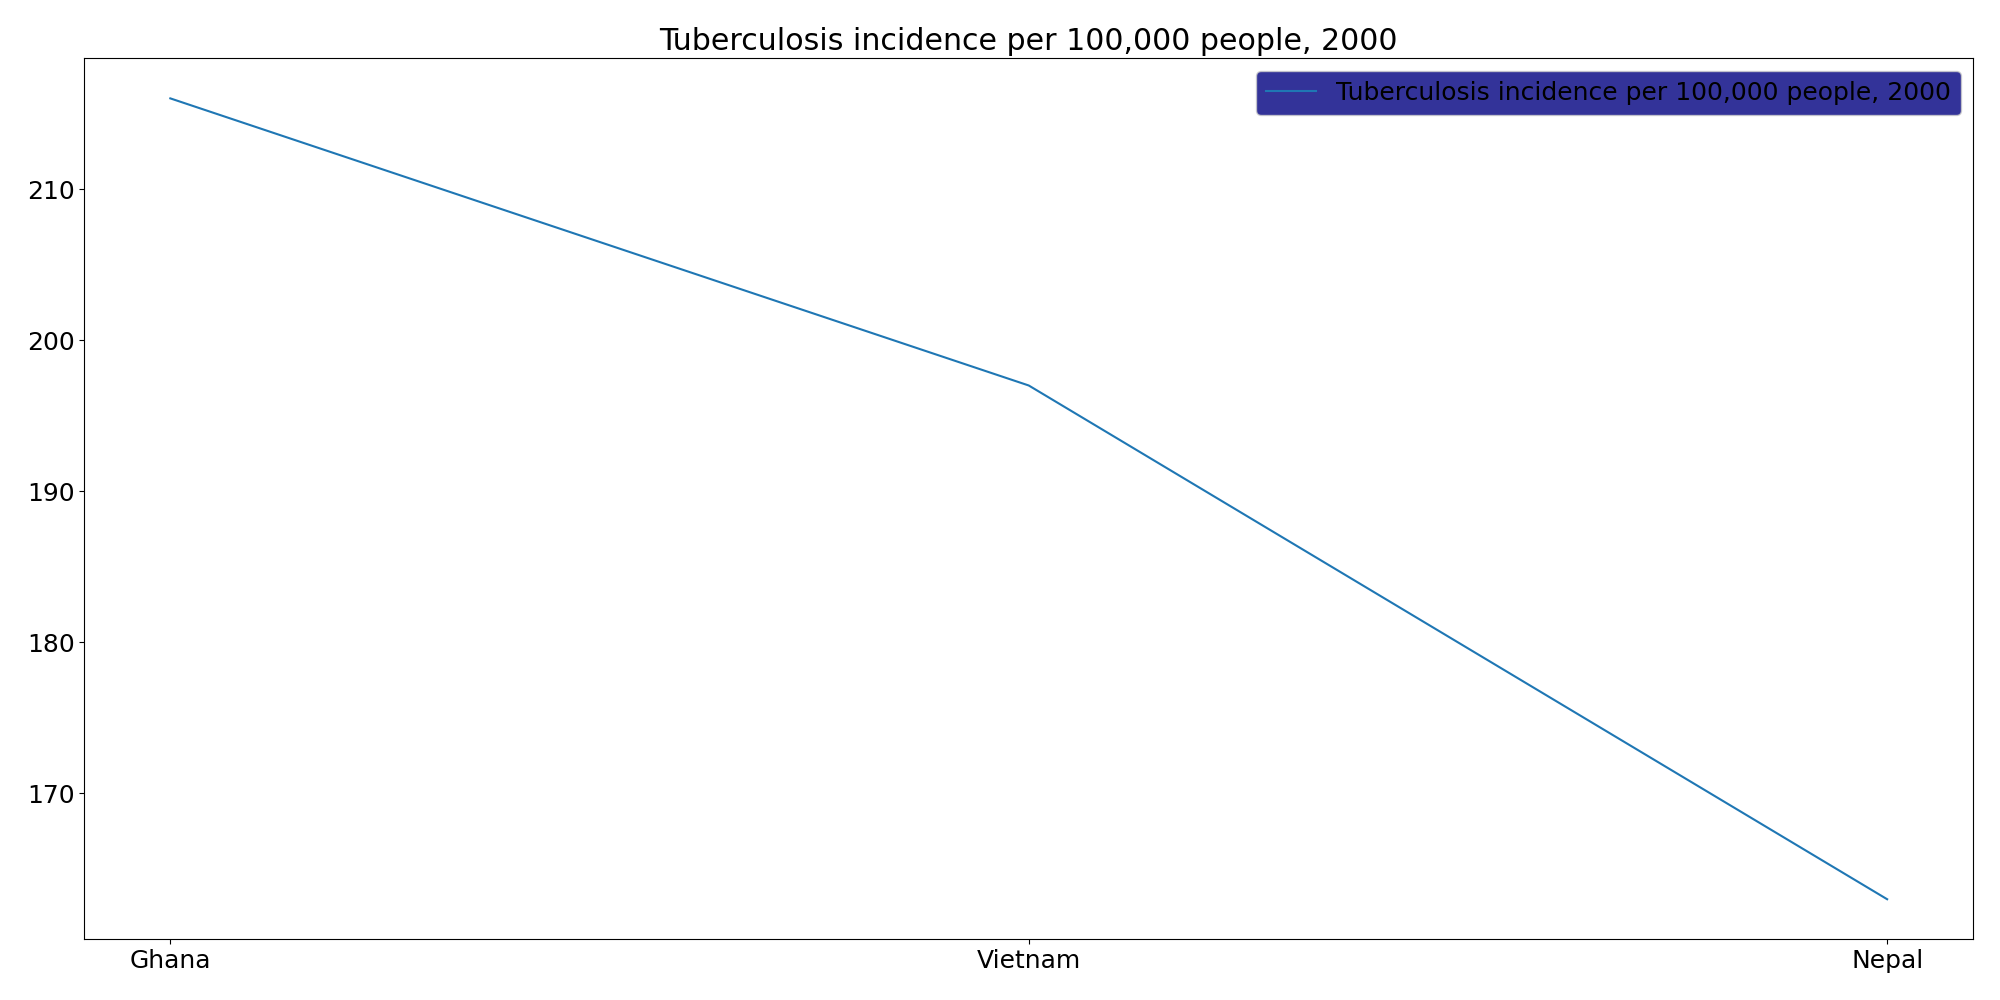 Tuberculosis incidence per 100,000 people, 2000
Tuberculosis incidence per 100,000 people, 2000
210
200
190
180
170
Ghana Vietnam Nepal